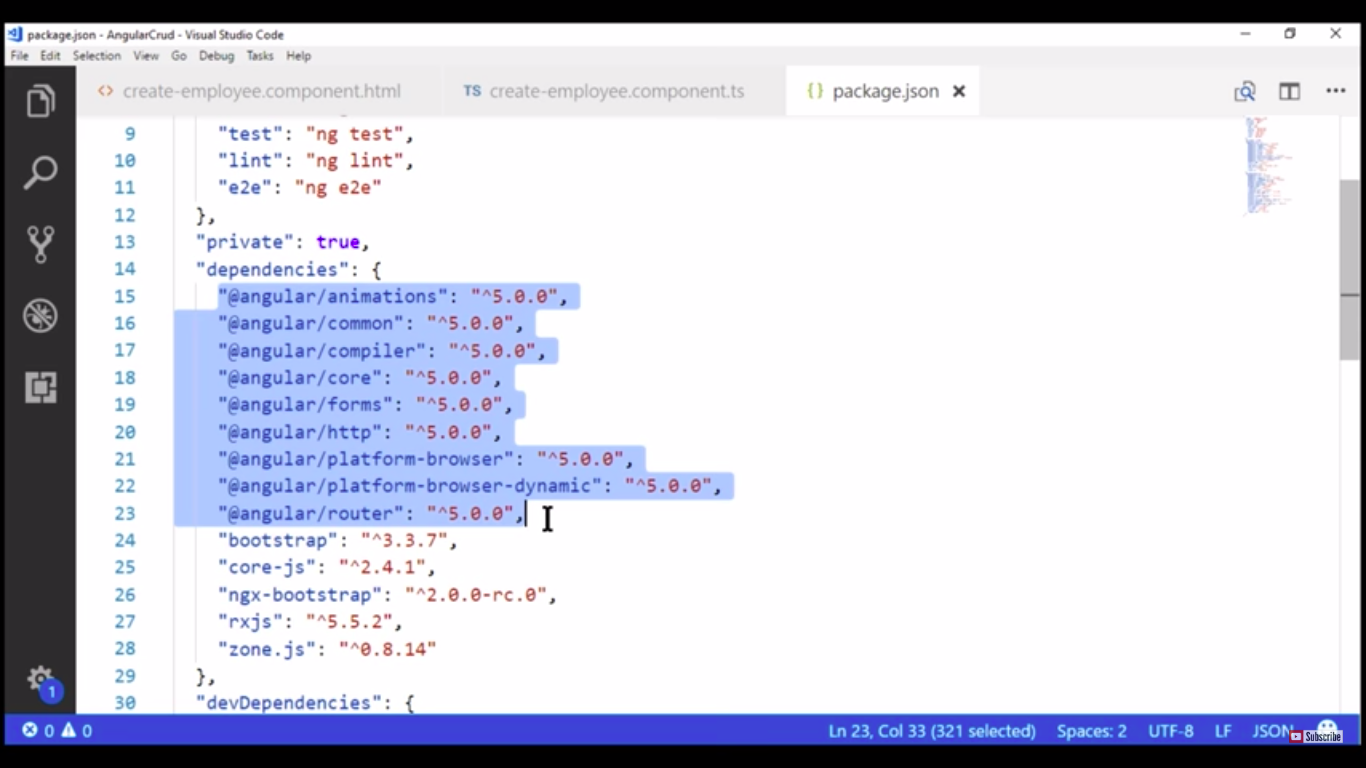 package.json - AngularCrud - Visual Studio Code
File Edit Selection View Go Debug Tasks Help
<> create-employee.component.html TS create-employee.component.ts {} package.json
9 "test": "ng test",
10 "lint": "ng lint",
11 "e2e": "ng e2e"
12 },
13 "private": true,
14 "dependencies": {
15 "@angular/animations": "^5.0.0",
16 "@angular/common": "^5.0.0",
17 "@angular/compiler": "^5.0.0",
18 "@angular/core": "^5.0.0",
19 "@angular/forms": "^5.0.0",
20 "@angular/http": "^5.0.0",
21 "@angular/platform-browser": "^5.0.0",
22 "@angular/platform-browser-dynamic": "^5.0.0",
23 "@angular/router": "^5.0.0",
24 "bootstrap": "^3.3.7",
25 "core-js": "^2.4.1",
26 "ngx-bootstrap": "^2.0.0-rc.0",
27 "rxjs": "^5.5.2",
28 "zone.js": "^0.8.14"
29 },
30 "devDependencies": {
1
0 0 Ln 23, Col 33 (321 selected) Spaces: 2 UTF-8 LF JSON Subscribe